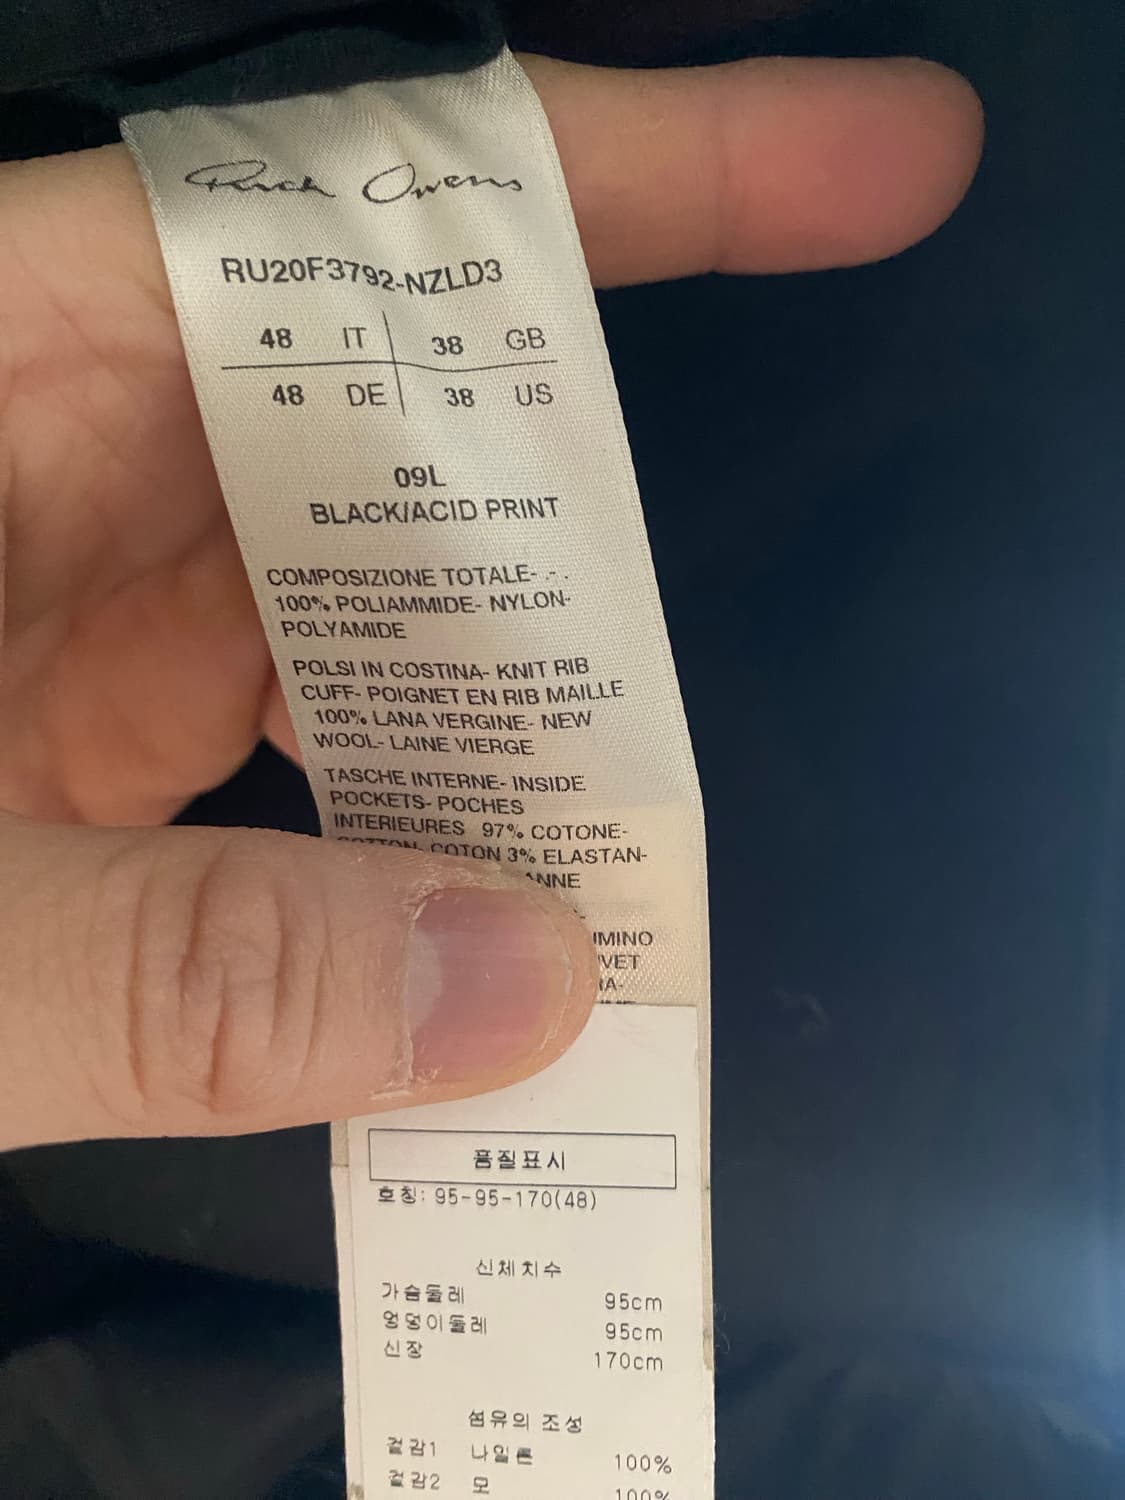 Rick Owens
RU20F3792-NZLD3
48 IT 38 GB
48 DE 38 US
09L
BLACK/ACID PRINT
COMPOSIZIONE TOTALE- .- .
100% POLIAMMIDE- NYLON-
POLYAMIDE
POLSI IN COSTINA- KNIT RIB
CUFF- POIGNET EN RIB MAILLE
100% LANA VERGINE- NEW
WOOL- LAINE VIERGE
TASCHE INTERNE- INSIDE
POCKETS- POCHES
INTERIEURES 97% COTONE-
COTTON- COTON 3% ELASTAN-
품질표시
호칭: 95-95-170(48)
신체치수
가슴둘레 95cm
엉덩이둘레 95cm
신장 170cm
섬유의 조성
겉감1 나일론 100%
겉감2 모 100%